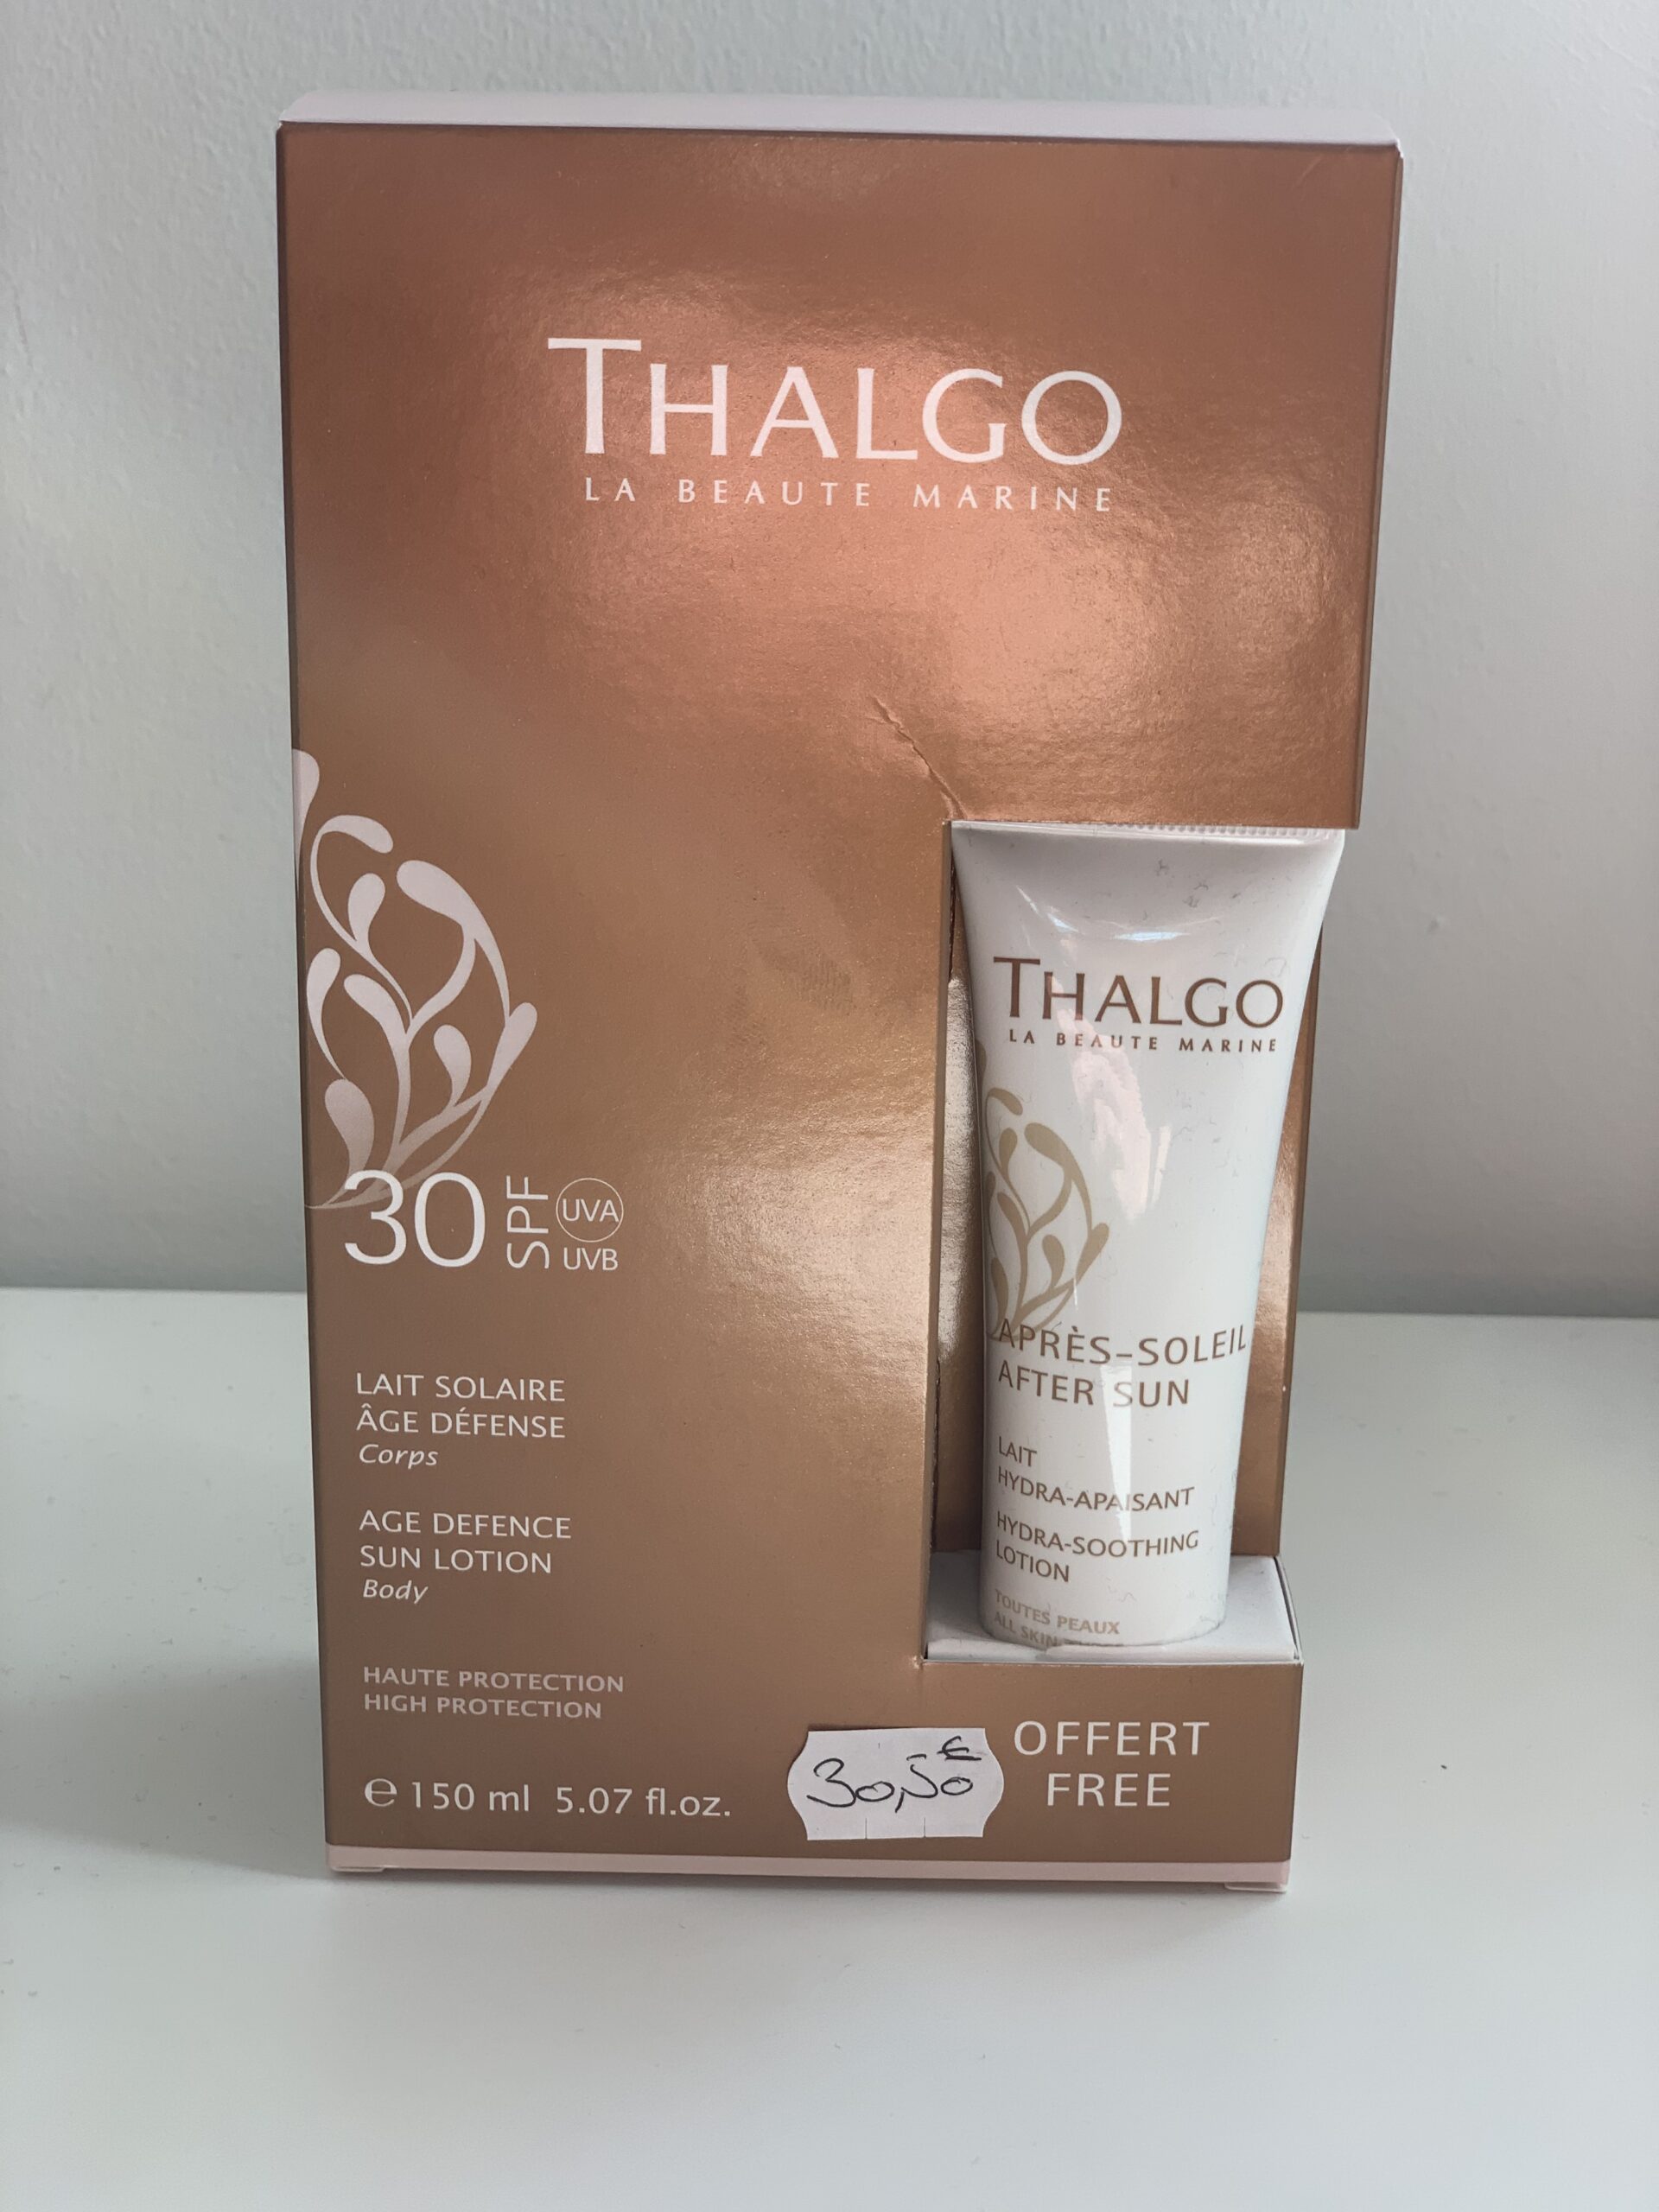 THALGO
LA BEAUTE MARINE
30 SPF UVA
UVB
LAIT SOLAIRE
ÂGE DÉFENSE
Corps
AGE DEFENCE
SUN LOTION
Body
HAUTE PROTECTION
HIGH PROTECTION
℮ 150 ml 5.07 fl.oz.
THALGO
LA BEAUTE MARINE
APRÈS-SOLEIL
AFTER SUN
LAIT
HYDRA-APAISANT
HYDRA-SOOTHING
LOTION
TOUTES PEAUX
ALL SKIN
30,50 €
OFFERT
FREE